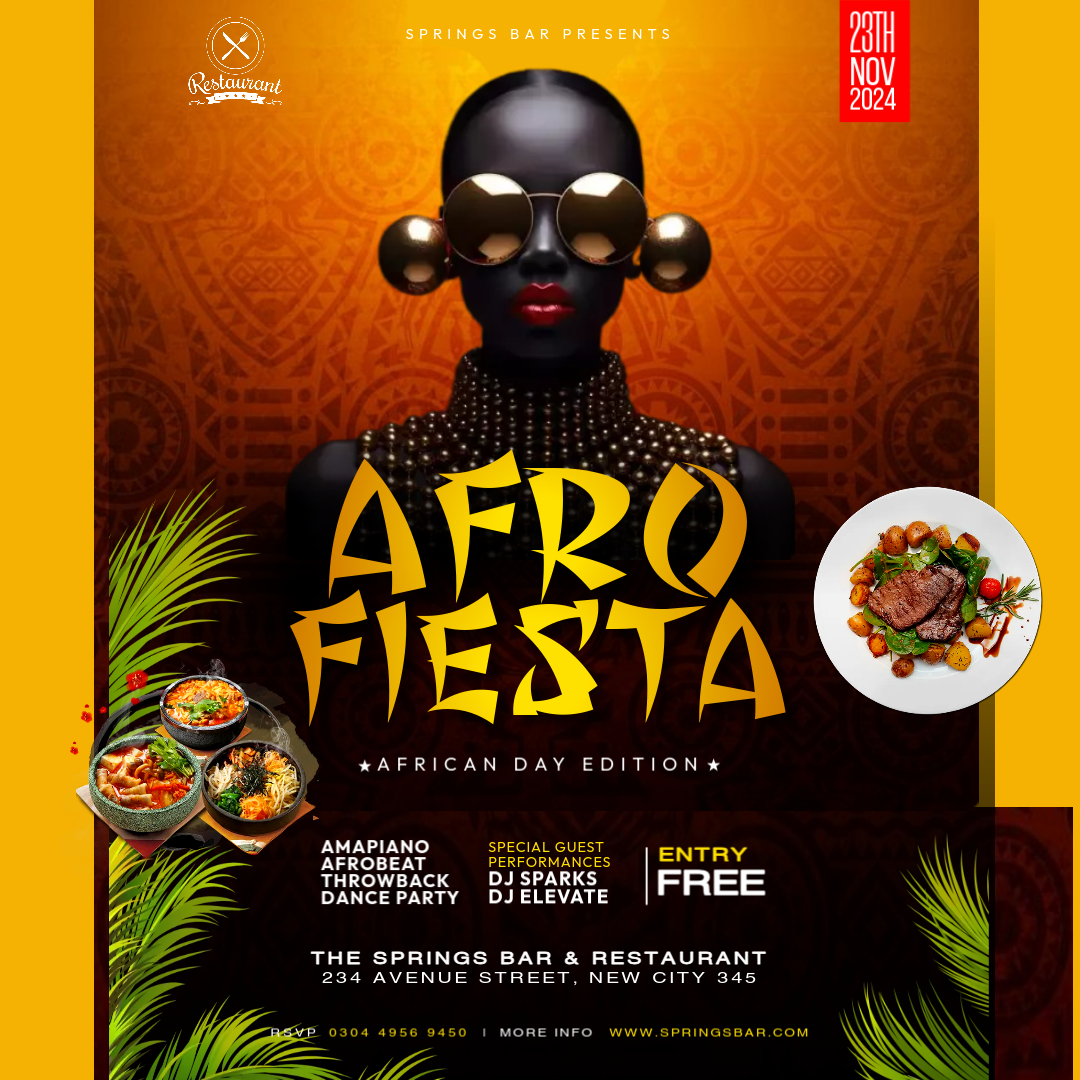 SPRINGS BAR PRESENTS
Restaurant
23TH
NOV
2024
AFRO
FIESTA
★AFRICAN DAY EDITION★
AMAPIANO
AFROBEAT
THROWBACK
DANCE PARTY
SPECIAL GUEST
PERFORMANCES
DJ SPARKS
DJ ELEVATE
ENTRY
FREE
THE SPRINGS BAR & RESTAURANT
234 AVENUE STREET, NEW CITY 345
RSVP 0304 4956 9450 | MORE INFO WWW.SPRINGSBAR.COM